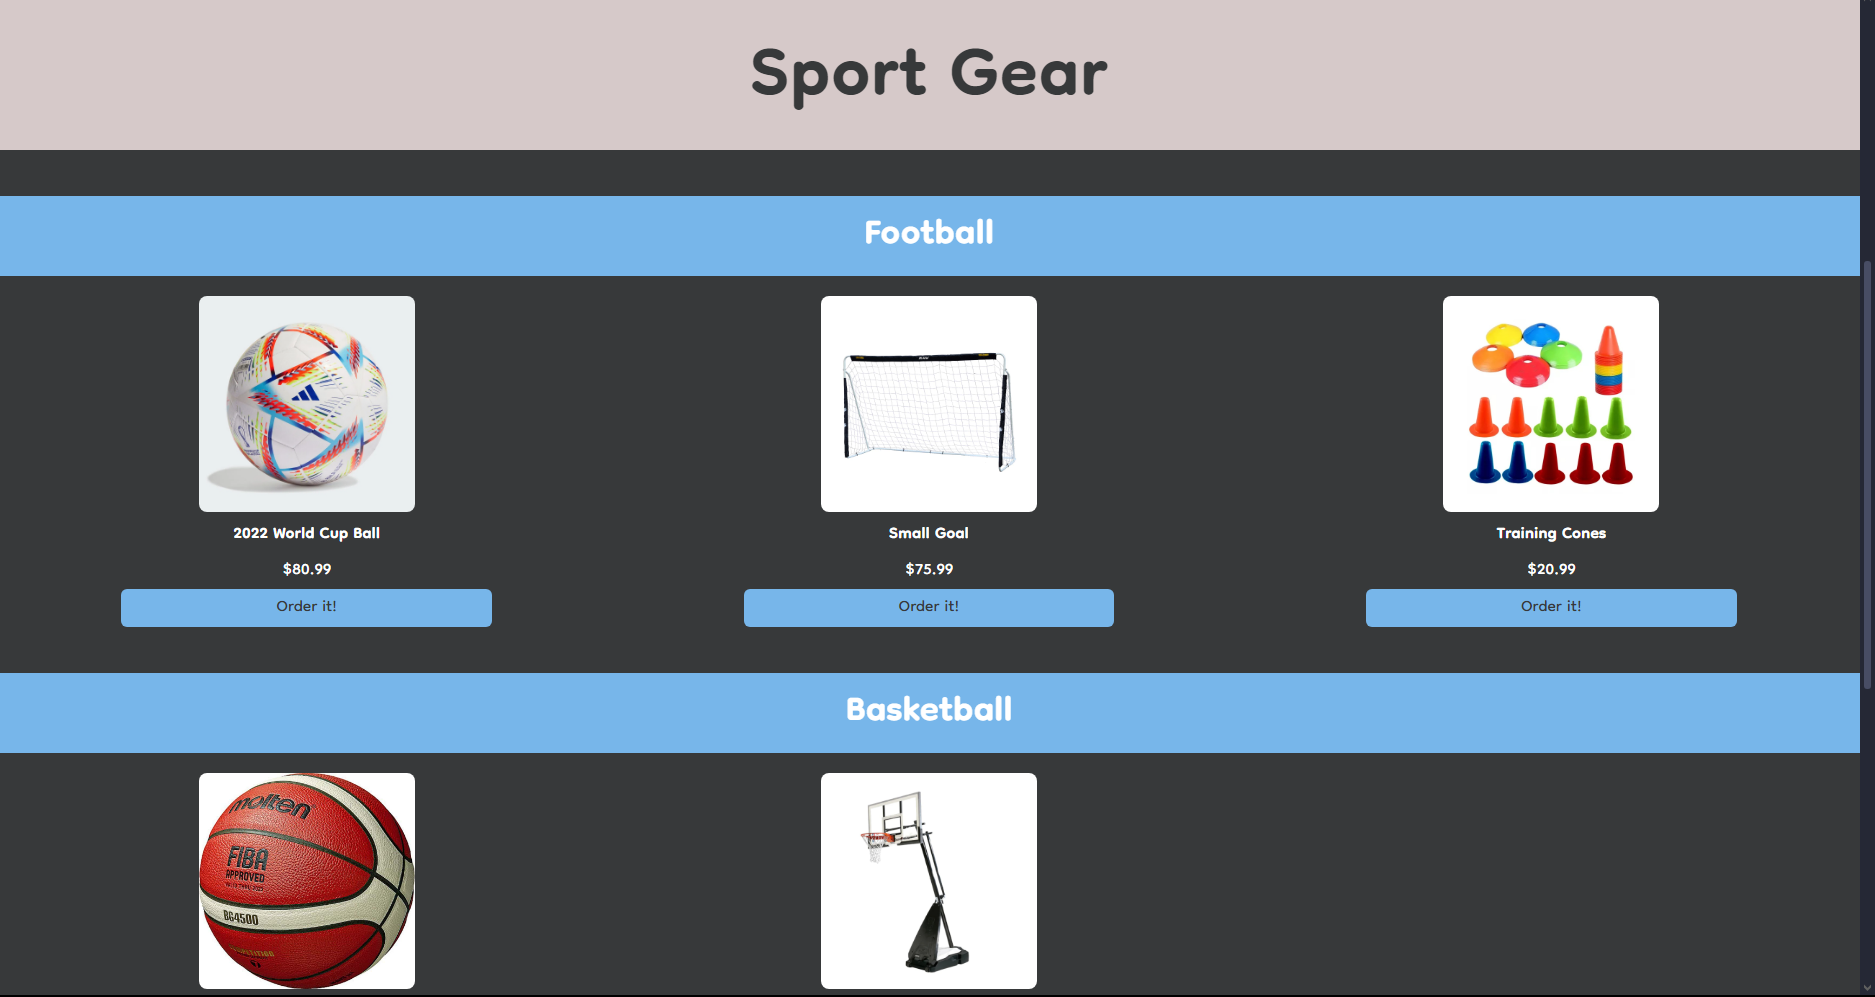 Sport Gear
Football
2022 World Cup Ball
Small Goal
Training Cones
$80.99
$75.99
$20.99
Order it!
Order it!
Order it!
Basketball
molten
FIBA
APPROVED
BG4500